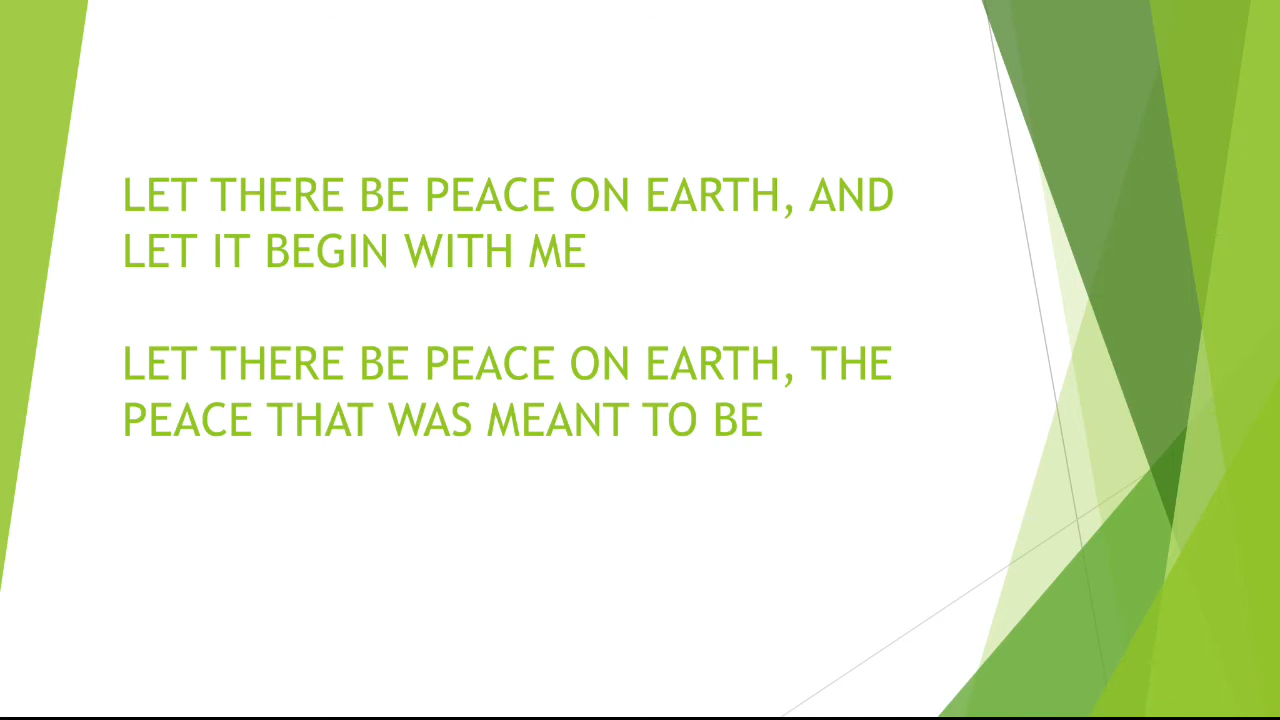 LET THERE BE PEACE ON EARTH, AND
LET IT BEGIN WITH ME
LET THERE BE PEACE ON EARTH, THE
PEACE THAT WAS MEANT TO BE